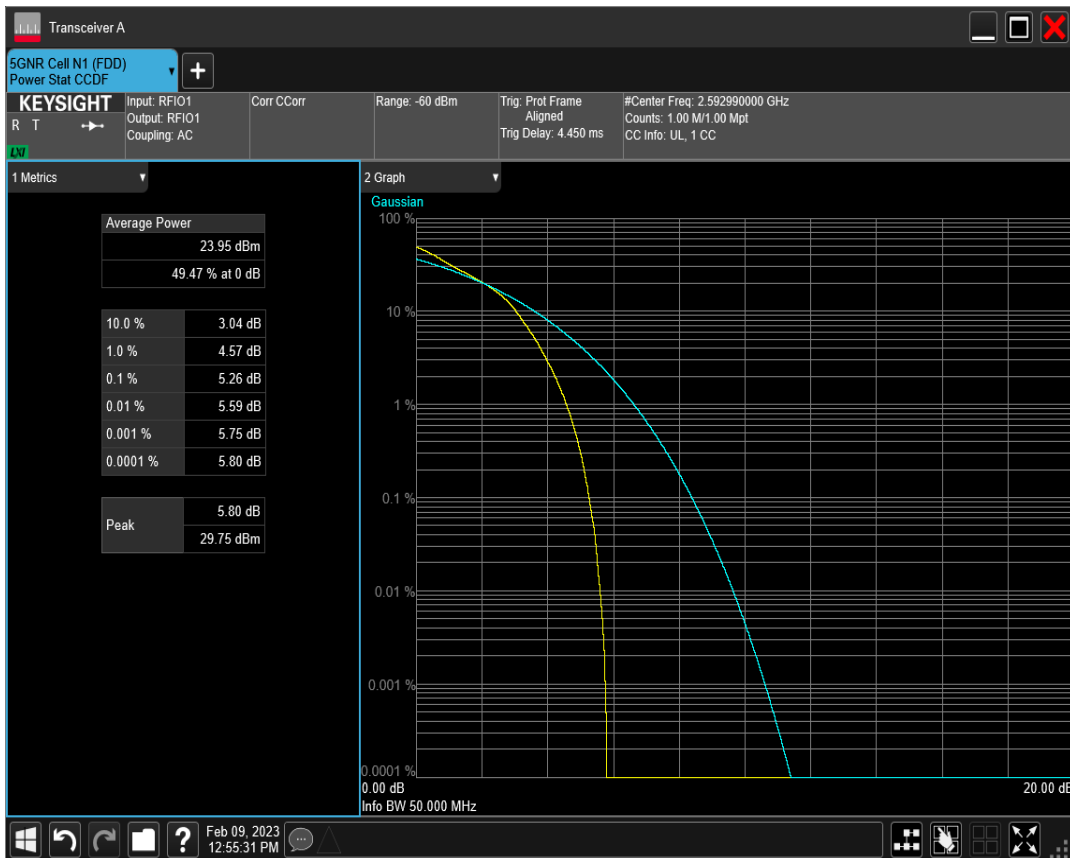 Transceiver A
5GNR Cell N1 (FDD)
Power Stat CCDF
+
KEYSIGHT
R T
LXI
Input: RFIO1
Output: RFIO1
Coupling: AC
Corr CCorr
Range: -60 dBm
Trig: Prot Frame
Aligned
Trig Delay: 4.450 ms
#Center Freq: 2.592990000 GHz
Counts: 1.00 M/1.00 Mpt
CC Info: UL, 1 CC
1 Metrics
Average Power
23.95 dBm
49.47 % at 0 dB
10.0 % 3.04 dB
1.0 % 4.57 dB
0.1 % 5.26 dB
0.01 % 5.59 dB
0.001 % 5.75 dB
0.0001 % 5.80 dB
Peak
5.80 dB
29.75 dBm
2 Graph
Gaussian
100 %
10 %
1 %
0.1 %
0.01 %
0.001 %
0.0001 %
0.00 dB 20.00 dB
Info BW 50.000 MHz
?
Feb 09, 2023
12:55:31 PM